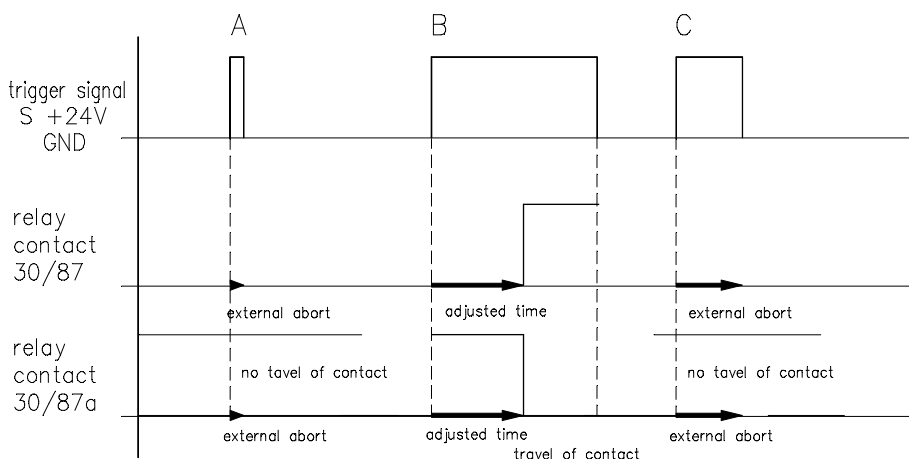 A B C
trigger signal
S +24V
GND
relay
contact
30/87
external abort adjusted time external abort
relay
contact
30/87a
no tavel of contact no tavel of contact
external abort adjusted time external abort
travel of contact